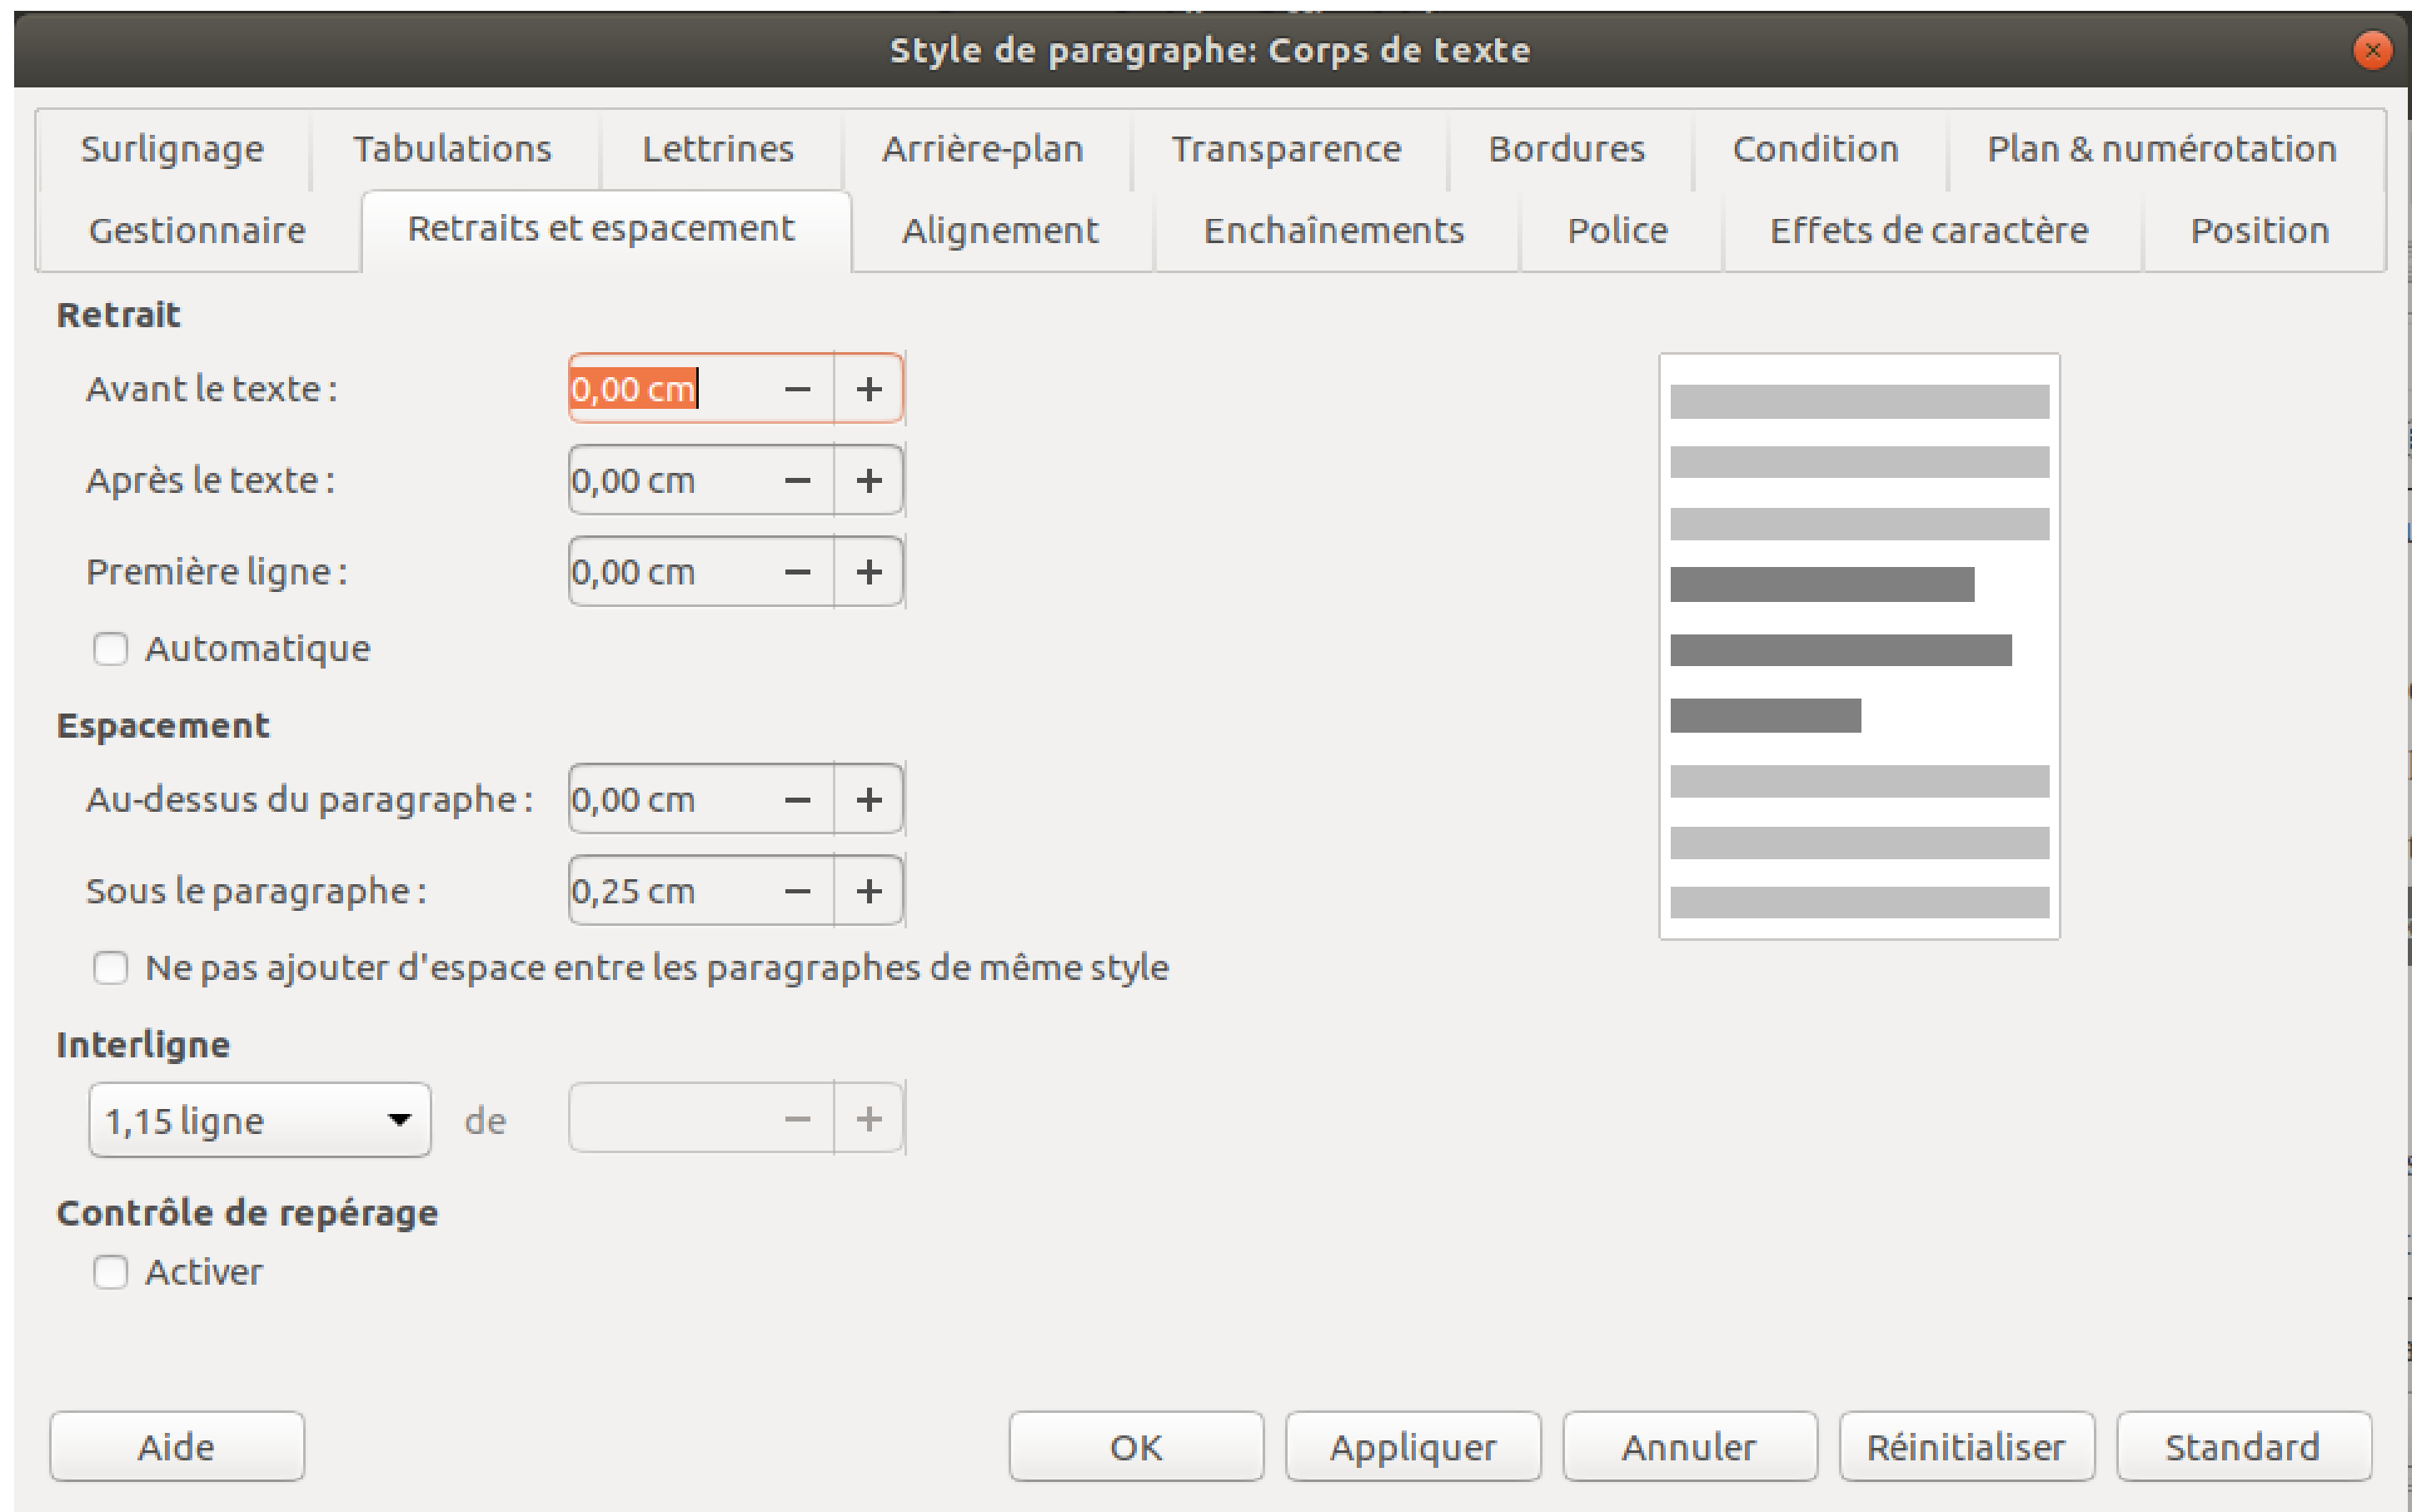 Style de paragraphe: Corps de texte
Surlignage Tabulations Lettrines Arrière-plan Transparence Bordures Condition Plan & numérotation
Gestionnaire Retraits et espacement Alignement Enchaînements Police Effets de caractère Position
Retrait
Avant le texte : 0,00 cm − +
Après le texte : 0,00 cm − +
Première ligne : 0,00 cm − +
Automatique
Espacement
Au-dessus du paragraphe : 0,00 cm − +
Sous le paragraphe : 0,25 cm − +
Ne pas ajouter d'espace entre les paragraphes de même style
Interligne
1,15 ligne de − +
Contrôle de repérage
Activer
Aide OK Appliquer Annuler Réinitialiser Standard